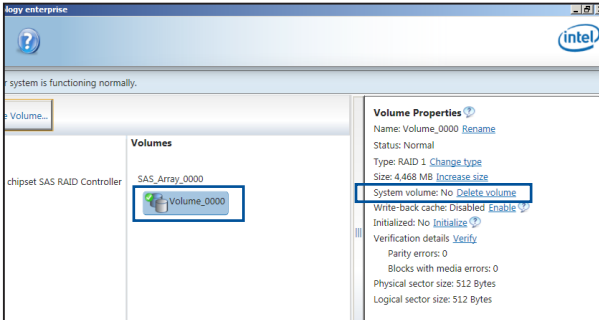 logy enterprise
intel
r system is functioning normally.
e Volume...
Volumes
chipset SAS RAID Controller
SAS_Array_0000
Volume_0000
Volume Properties
Name: Volume_0000 Rename
Status: Normal
Type: RAID 1 Change type
Size: 4,468 MB Increase size
System volume: No Delete volume
Write-back cache: Disabled Enable
Initialized: No Initialize
Verification details Verify
Parity errors: 0
Blocks with media errors: 0
Physical sector size: 512 Bytes
Logical sector size: 512 Bytes